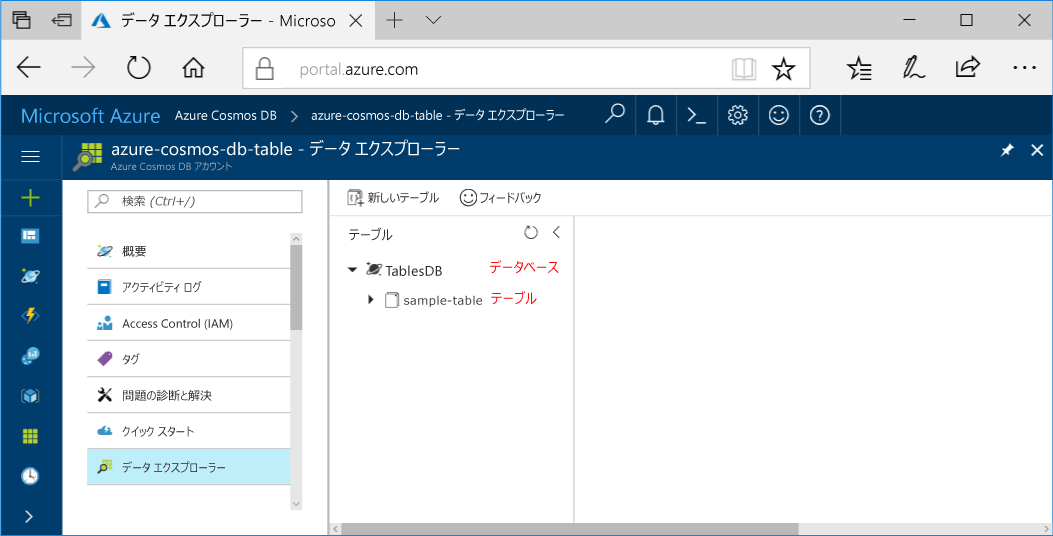 データ エクスプローラー - Microso
portal.azure.com
Microsoft Azure Azure Cosmos DB > azure-cosmos-db-table - データ エクスプローラー
azure-cosmos-db-table - データ エクスプローラー
Azure Cosmos DB アカウント
検索 (Ctrl+/)
概要
アクティビティ ログ
Access Control (IAM)
タグ
問題の診断と解決
クイック スタート
データ エクスプローラー
新しいテーブル フィードバック
テーブル
TablesDB データベース
sample-table テーブル